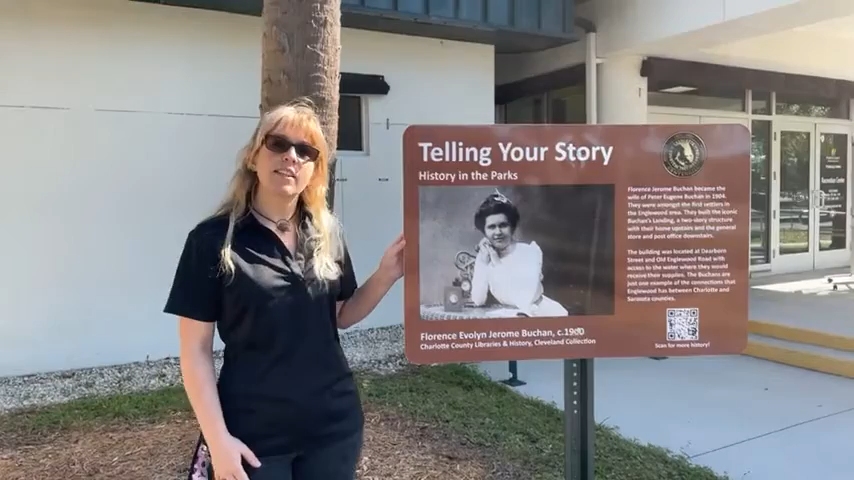 Telling Your Story
History in the Parks
Florence Jerome Buchan became the
wife of Peter Eugene Buchan in 1904.
They were amongst the first settlers in
the Englewood area. They built the iconic
Buchan's Landing, a two-story structure
with their home upstairs and the general
store and post office downstairs.
The building was located at Dearborn
Street and Old Englewood Road with
access to the water where they would
receive their supplies. The Buchans are
just one example of the connections that
Englewood has between Charlotte and
Sarasota counties.
Florence Evolyn Jerome Buchan, c.1900
Charlotte County Libraries & History, Cleveland Collection
Scan for more history!
Recreation Center